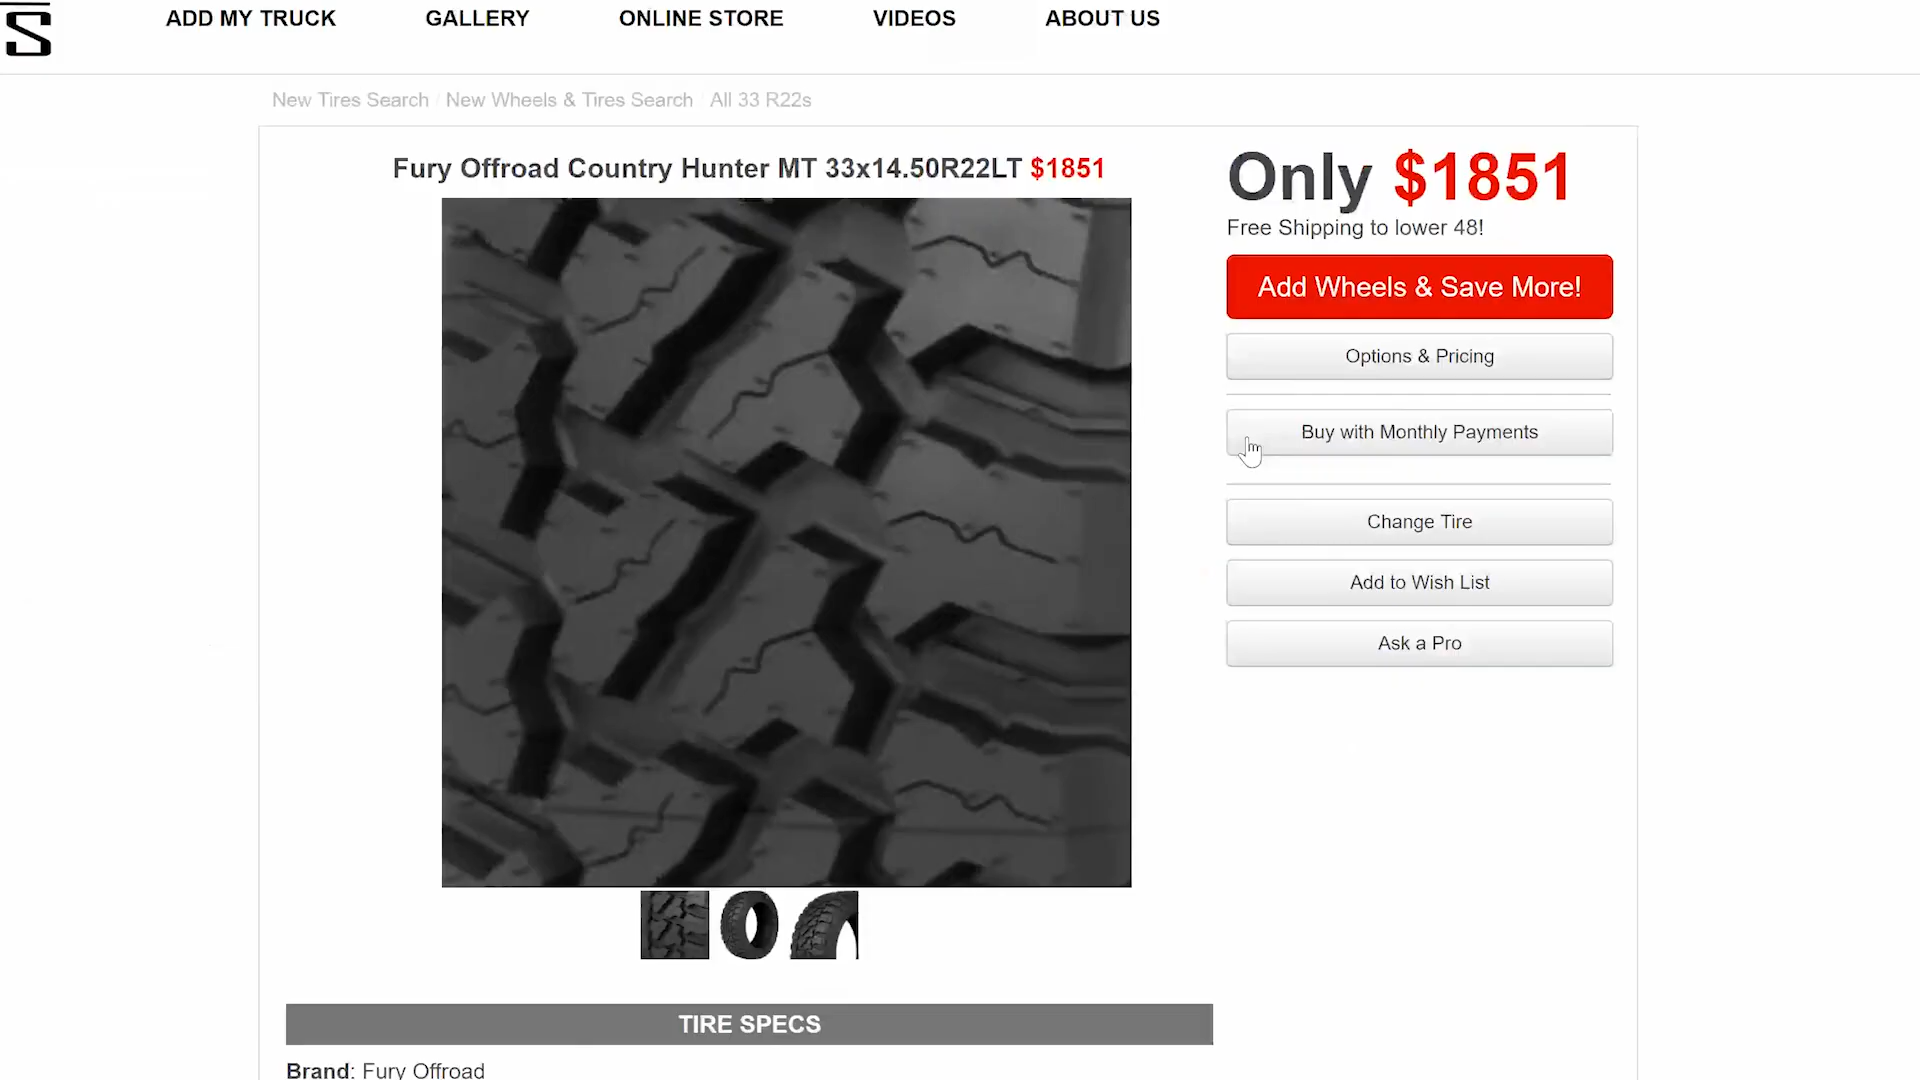 S
ADD MY TRUCK
GALLERY
ONLINE STORE
VIDEOS
ABOUT US
New Tires Search / New Wheels & Tires Search / All 33 R22s
Fury Offroad Country Hunter MT 33x14.50R22LT $1851
Only $1851
Free Shipping to lower 48!
Add Wheels & Save More!
Options & Pricing
Buy with Monthly Payments
Change Tire
Add to Wish List
Ask a Pro
TIRE SPECS
Brand: Fury Offroad